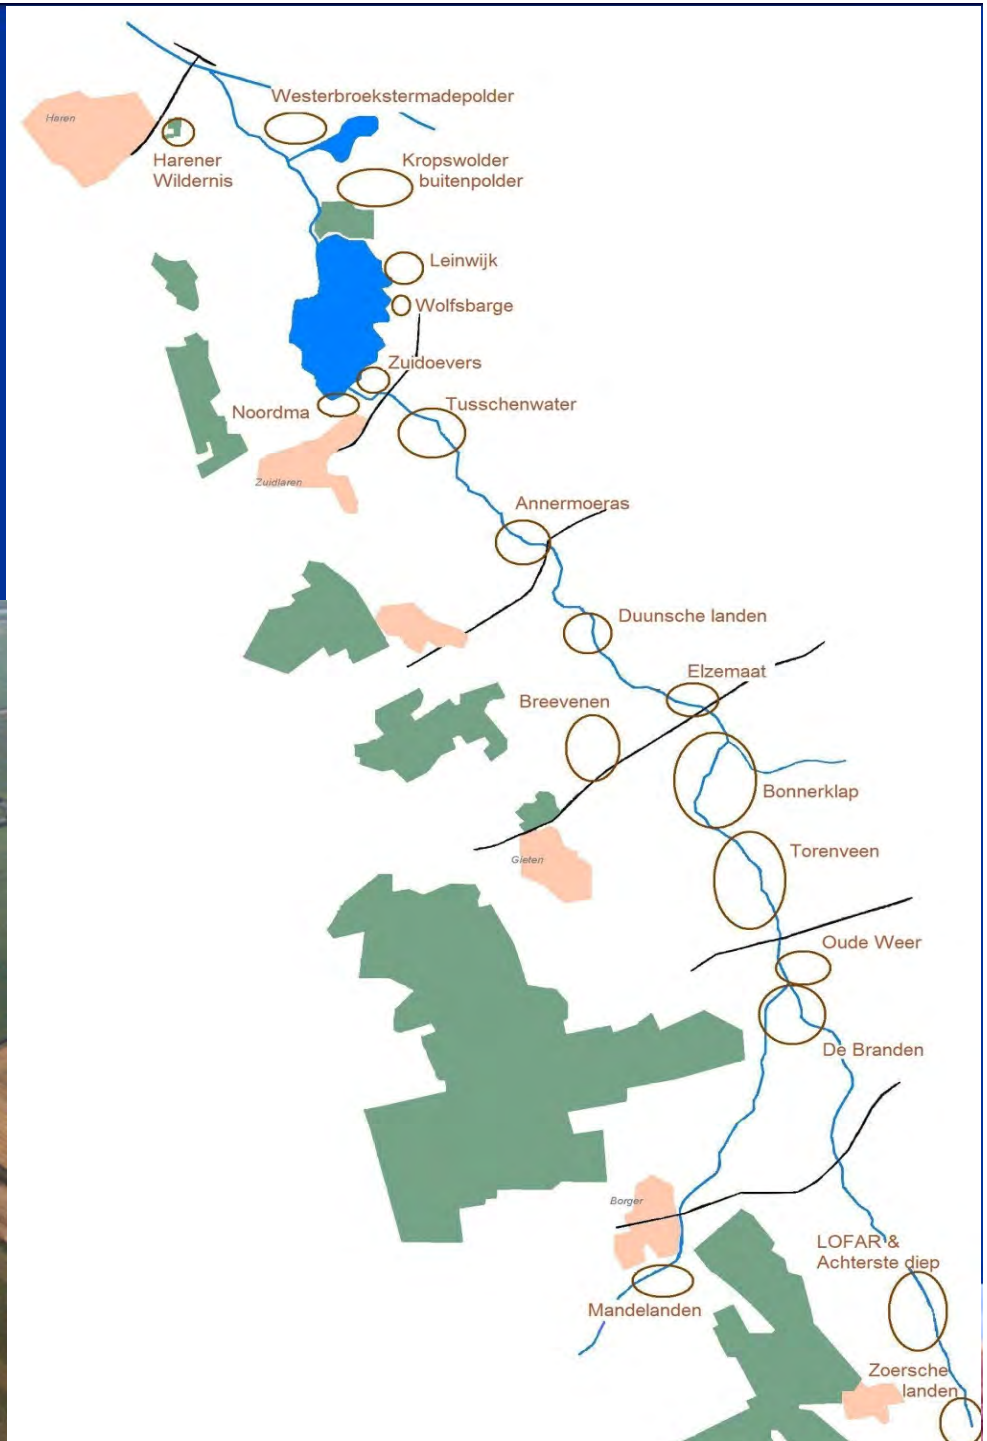 Westerbroekstermadepolder
Haren
Harener
Wildernis
Kropswolder
buitenpolder
Leinwijk
Wolfsbarge
Zuidoevers
Noordma
Tusschenwater
Zuidlaren
Annermoeras
Duunsche landen
Elzemaat
Breevenen
Bonnerklap
Torenveen
Gieten
Oude Weer
De Branden
Borger
LOFAR &
Achterste diep
Mandelanden
Zoersche
landen